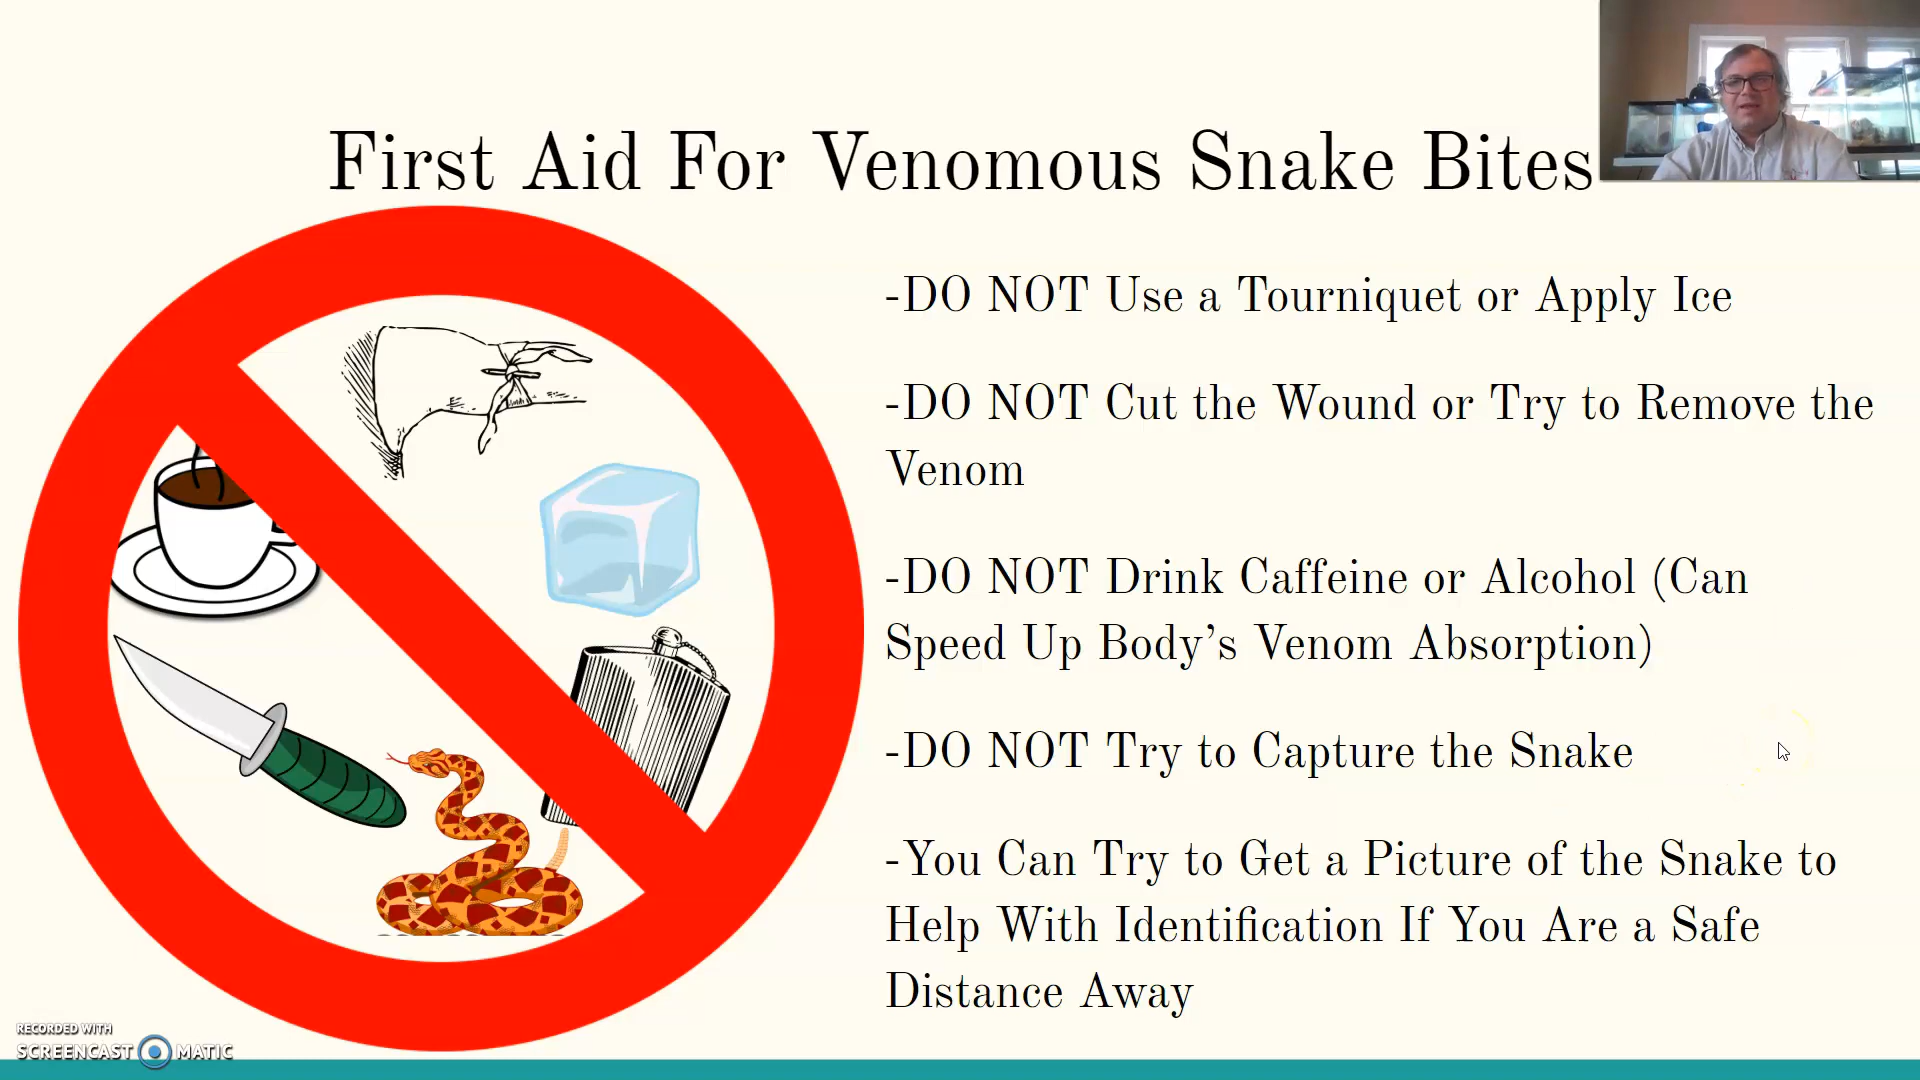 First Aid For Venomous Snake Bites
-DO NOT Use a Tourniquet or Apply Ice
-DO NOT Cut the Wound or Try to Remove the
Venom
-DO NOT Drink Caffeine or Alcohol (Can
Speed Up Body’s Venom Absorption)
-DO NOT Try to Capture the Snake
-You Can Try to Get a Picture of the Snake to
Help With Identification If You Are a Safe
Distance Away
RECORDED WITH
SCREENCAST MATIC